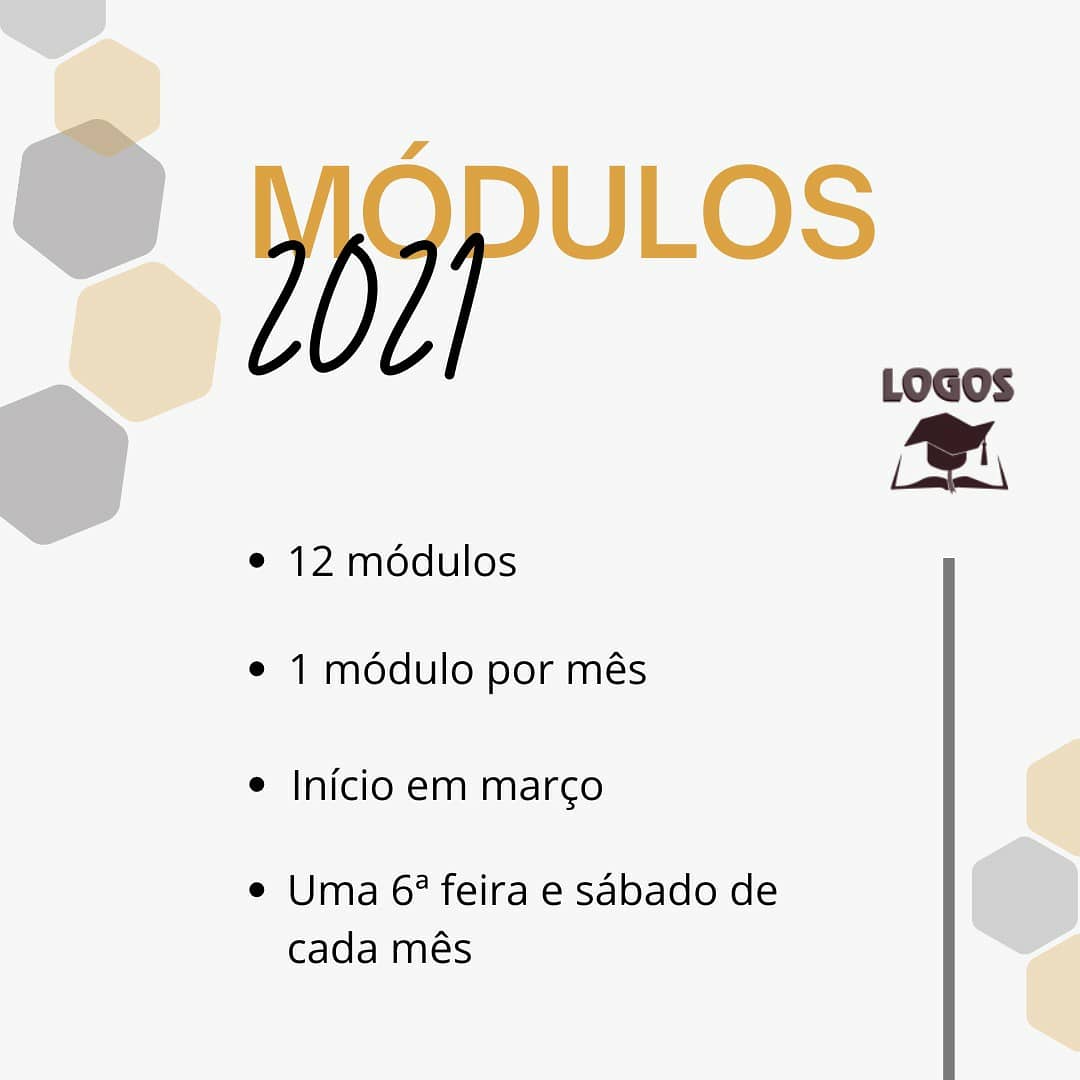 MÓDULOS
2021
LOGOS
• 12 módulos
• 1 módulo por mês
• Início em março
• Uma 6ª feira e sábado de
cada mês